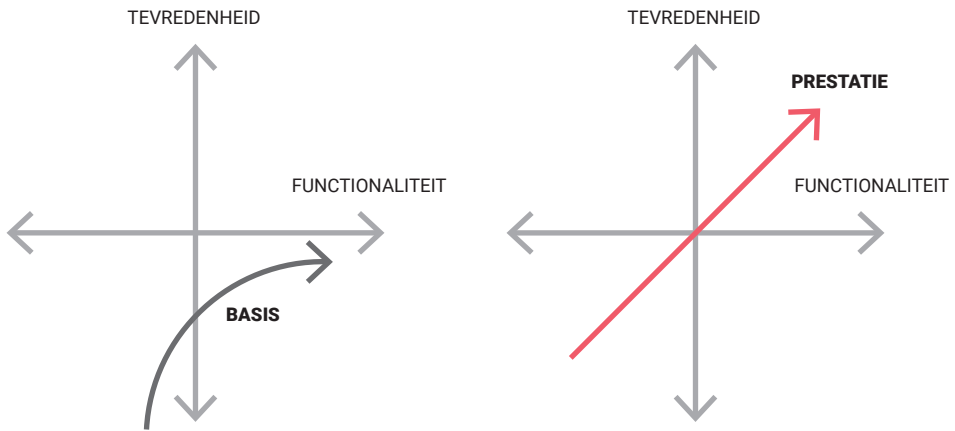 TEVREDENHEID
FUNCTIONALITEIT
BASIS
TEVREDENHEID
PRESTATIE
FUNCTIONALITEIT